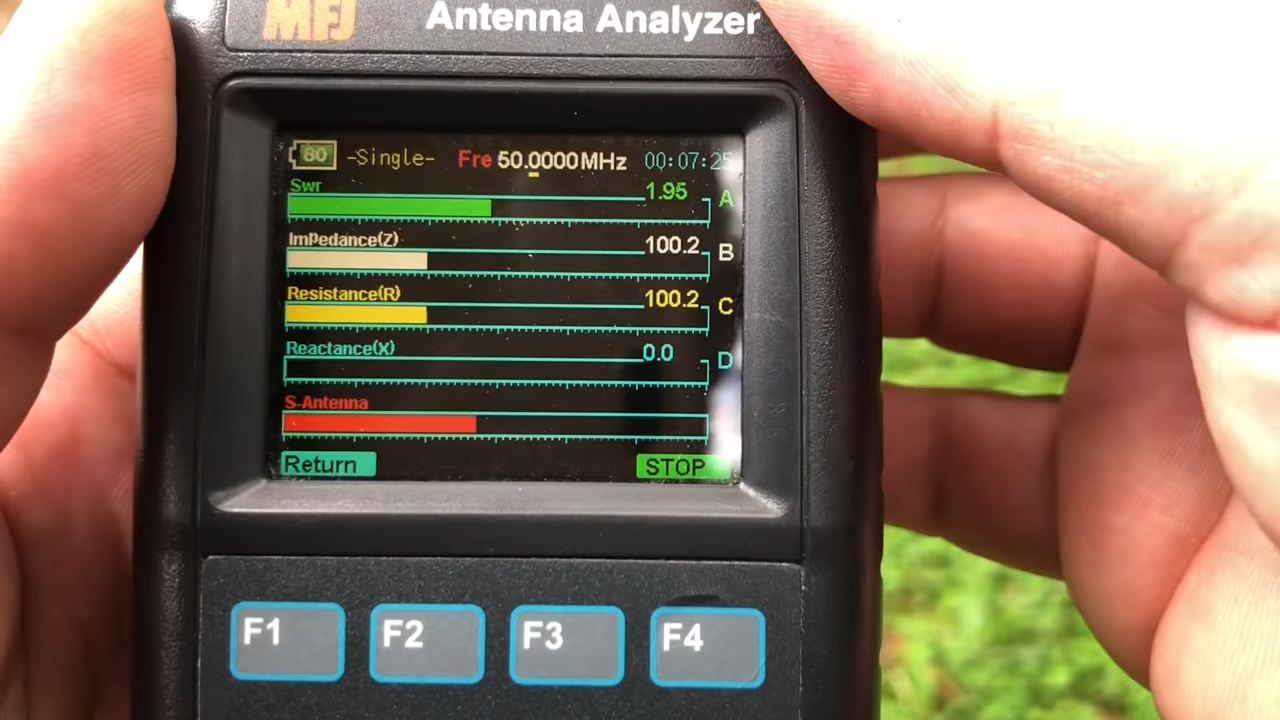 MFJ Antenna Analyzer
80 -Single- Fre 50.0000MHz 00:07:25
Swr 1.95 A
Impedance(Z) 100.2 B
Resistance(R) 100.2 C
Reactance(X) 0.0 D
S-Antenna
Return STOP
F1 F2 F3 F4